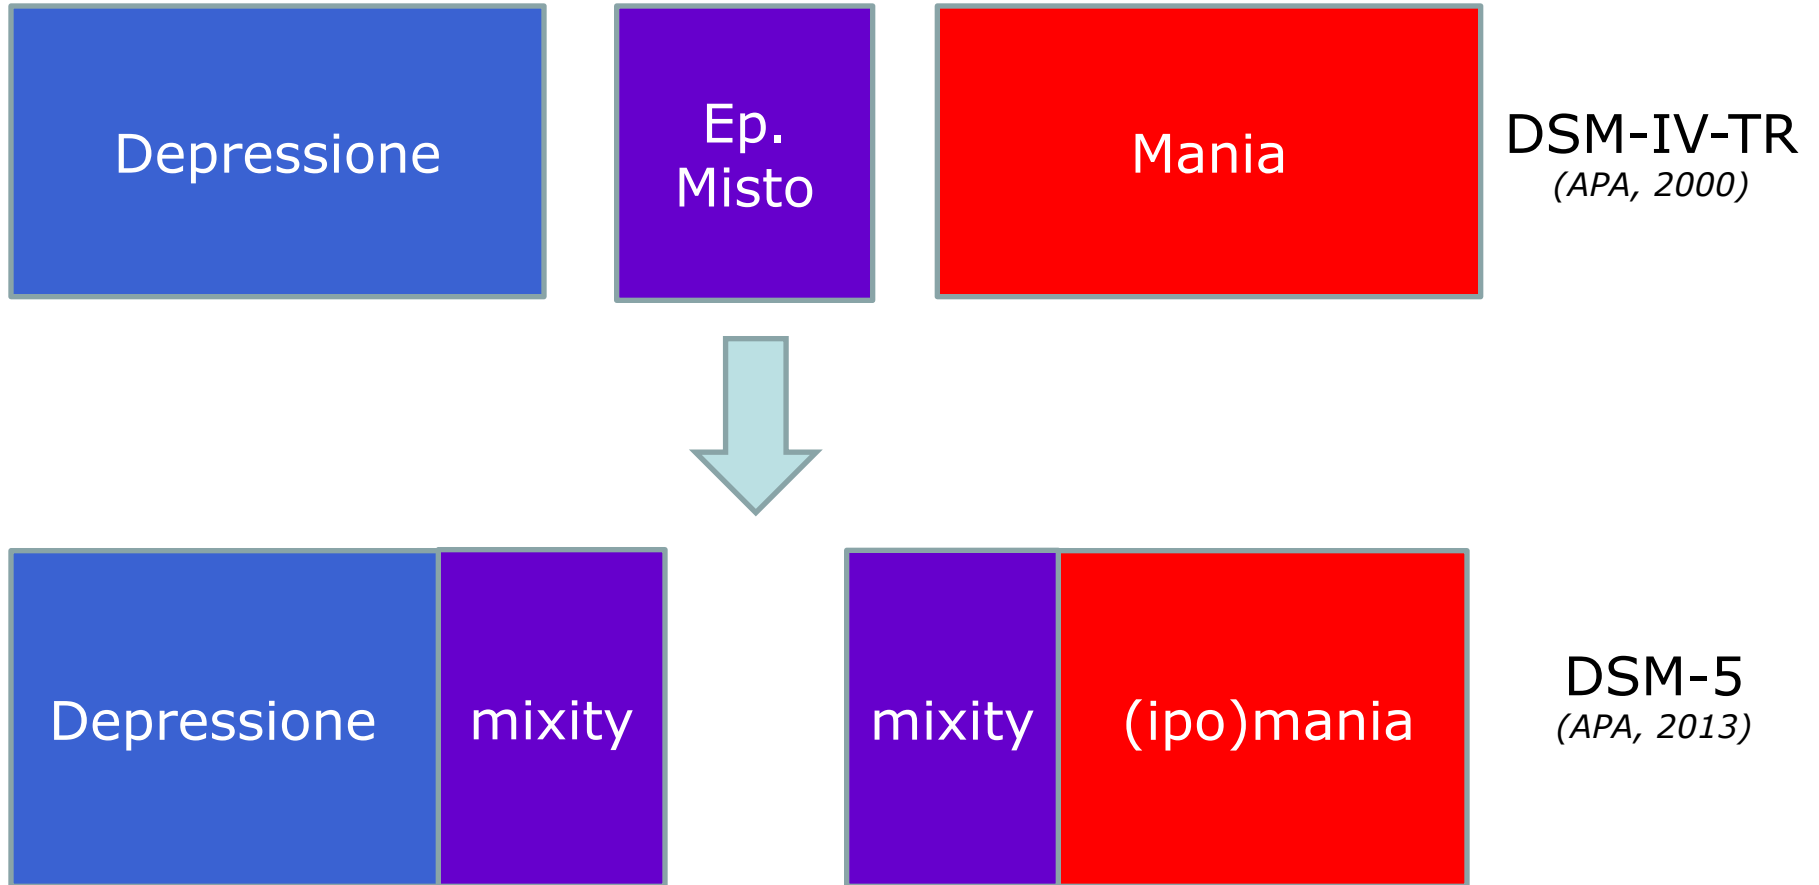 Depressione
Ep.
Misto
Mania
DSM-IV-TR
(APA, 2000)
Depressione
mixity
mixity
(ipo)mania
DSM-5
(APA, 2013)